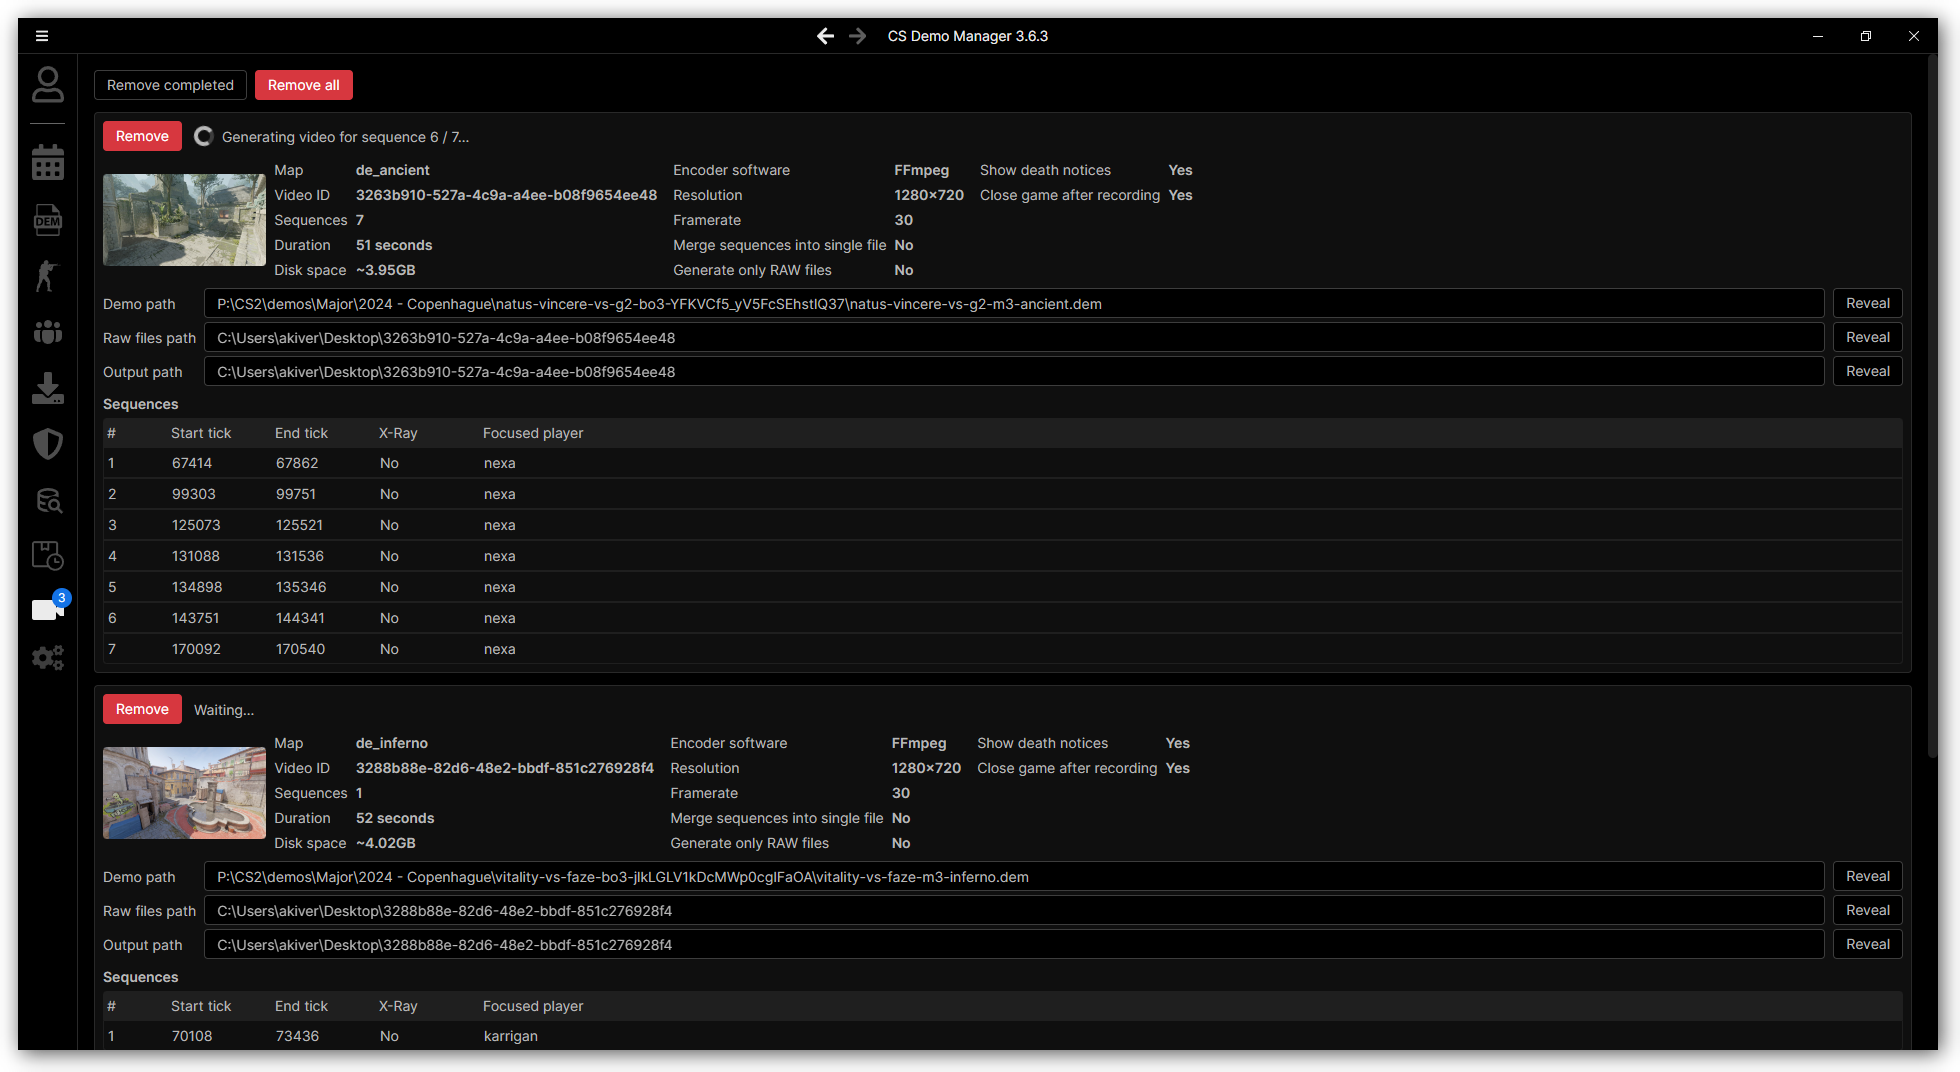 CS Demo Manager 3.6.3
Remove completed Remove all
Remove Generating video for sequence 6 / 7...
Map de_ancient Encoder software FFmpeg Show death notices Yes
Video ID 3263b910-527a-4c9a-a4ee-b08f9654ee48 Resolution 1280×720 Close game after recording Yes
Sequences 7 Framerate 30
Duration 51 seconds Merge sequences into single file No
Disk space ~3.95GB Generate only RAW files No
Demo path P:\CS2\demos\Major\2024 - Copenhague\natus-vincere-vs-g2-bo3-YFKVCf5_yV5FcSEhstIQ37\natus-vincere-vs-g2-m3-ancient.dem Reveal
Raw files path C:\Users\akiver\Desktop\3263b910-527a-4c9a-a4ee-b08f9654ee48 Reveal
Output path C:\Users\akiver\Desktop\3263b910-527a-4c9a-a4ee-b08f9654ee48 Reveal
Sequences
# Start tick End tick X-Ray Focused player
1 67414 67862 No nexa
2 99303 99751 No nexa
3 125073 125521 No nexa
4 131088 131536 No nexa
5 134898 135346 No nexa
6 143751 144341 No nexa
7 170092 170540 No nexa
DEM
3
Remove Waiting...
Map de_inferno Encoder software FFmpeg Show death notices Yes
Video ID 3288b88e-82d6-48e2-bbdf-851c276928f4 Resolution 1280×720 Close game after recording Yes
Sequences 1 Framerate 30
Duration 52 seconds Merge sequences into single file No
Disk space ~4.02GB Generate only RAW files No
Demo path P:\CS2\demos\Major\2024 - Copenhague\vitality-vs-faze-bo3-jIkLGLV1kDcMWp0cglFaOA\vitality-vs-faze-m3-inferno.dem Reveal
Raw files path C:\Users\akiver\Desktop\3288b88e-82d6-48e2-bbdf-851c276928f4 Reveal
Output path C:\Users\akiver\Desktop\3288b88e-82d6-48e2-bbdf-851c276928f4 Reveal
Sequences
# Start tick End tick X-Ray Focused player
1 70108 73436 No karrigan